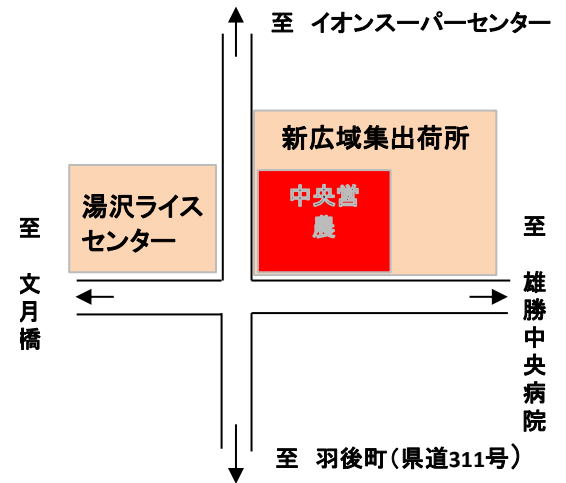 至　イオンスーパーセンター
新広域集出荷所
中央営
農
湯沢ライス
センター
至　文月橋
至　雄勝中央病院
至　羽後町（県道311号）